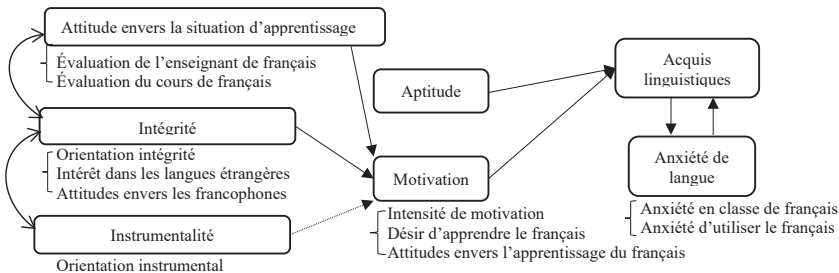 Attitude envers la situation d'apprentissage
Évaluation de l'enseignant de français
Évaluation du cours de français
Intégrité
Orientation intégrité
Intérêt dans les langues étrangères
Attitudes envers les francophones
Instrumentalité
Orientation instrumental
Aptitude
Motivation
Intensité de motivation
Désir d'apprendre le français
Attitudes envers l'apprentissage du français
Acquis
linguistiques
Anxiété de
langue
Anxiété en classe de français
Anxiété d'utiliser le français